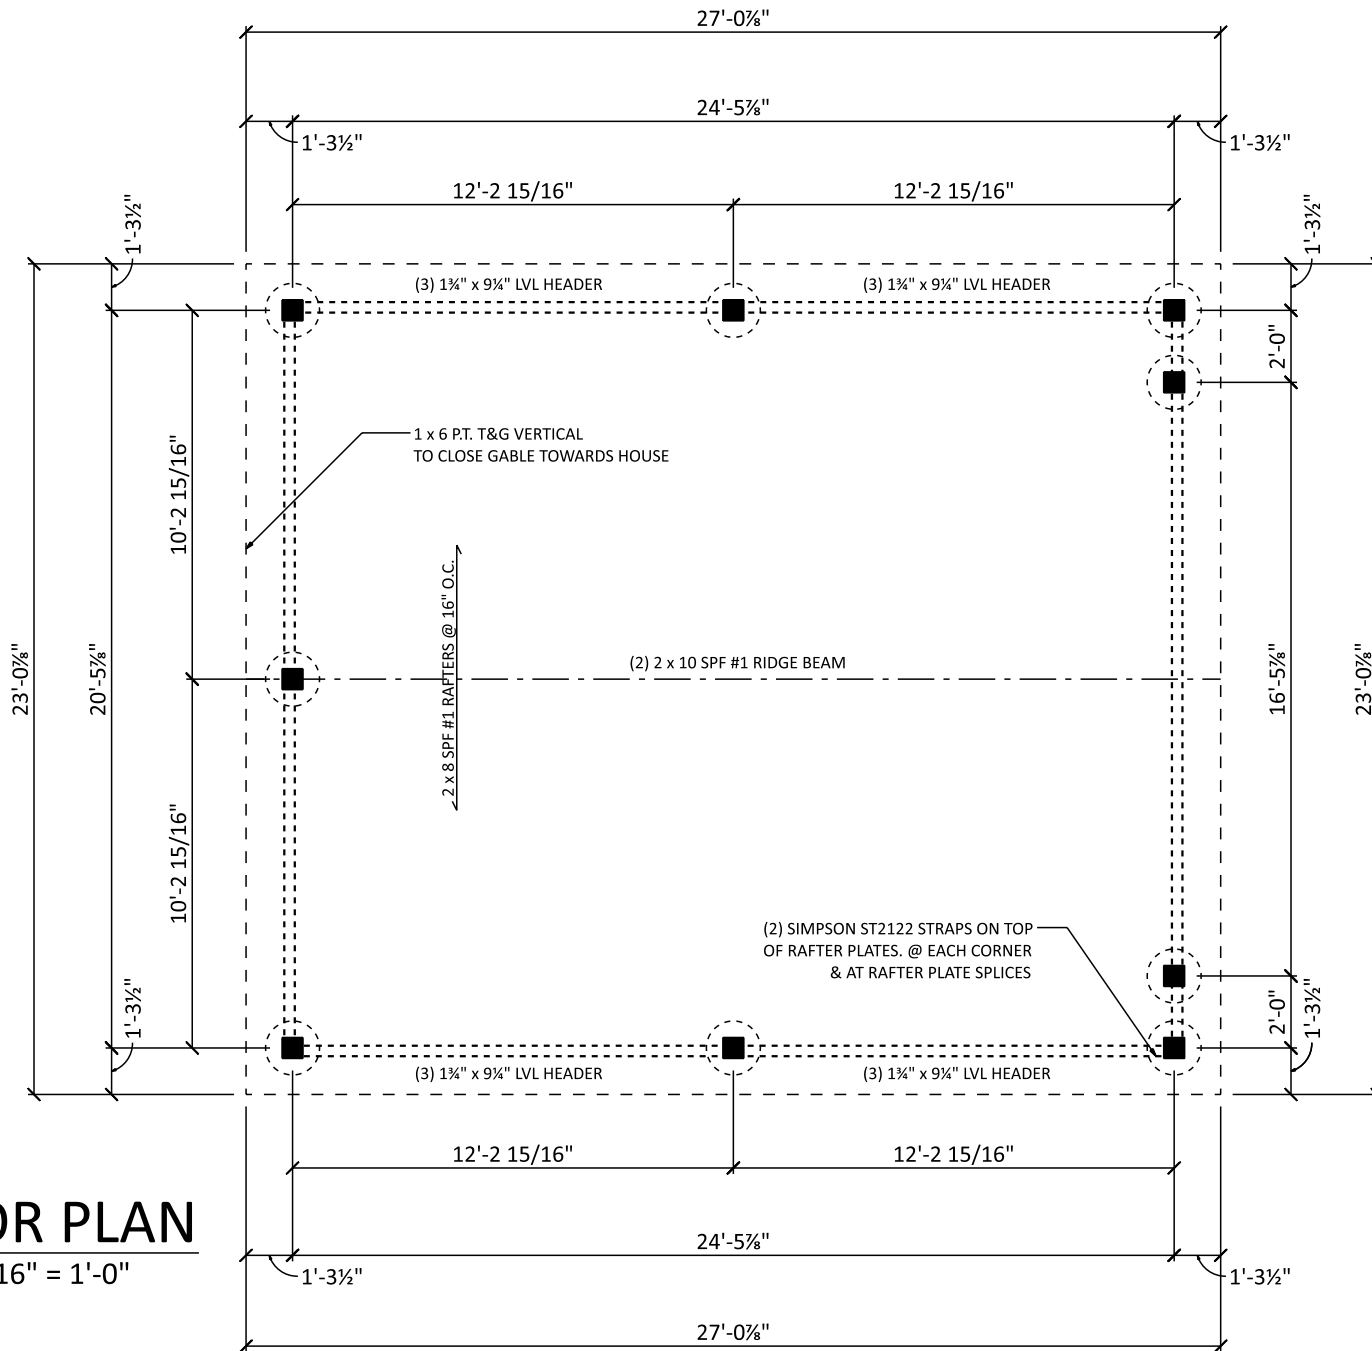 27'-0⅞"
24'-5⅞"
1'-3½"
1'-3½"
12'-2 15/16"
12'-2 15/16"
1'-3½"
1'-3½"
(3) 1¾" x 9¼" LVL HEADER
(3) 1¾" x 9¼" LVL HEADER
2'-0"
1 x 6 P.T. T&G VERTICAL
TO CLOSE GABLE TOWARDS HOUSE
10'-2 15/16"
2 x 8 SPF #1 RAFTERS @ 16" O.C.
(2) 2 x 10 SPF #1 RIDGE BEAM
23'-0⅞"
20'-5⅞"
16'-5⅞"
23'-0⅞"
10'-2 15/16"
(2) SIMPSON ST2122 STRAPS ON TOP
OF RAFTER PLATES. @ EACH CORNER
& AT RAFTER PLATE SPLICES
1'-3½"
2'-0"
1'-3½"
(3) 1¾" x 9¼" LVL HEADER
(3) 1¾" x 9¼" LVL HEADER
12'-2 15/16"
12'-2 15/16"
OR PLAN
16" = 1'-0"
24'-5⅞"
1'-3½"
1'-3½"
27'-0⅞"